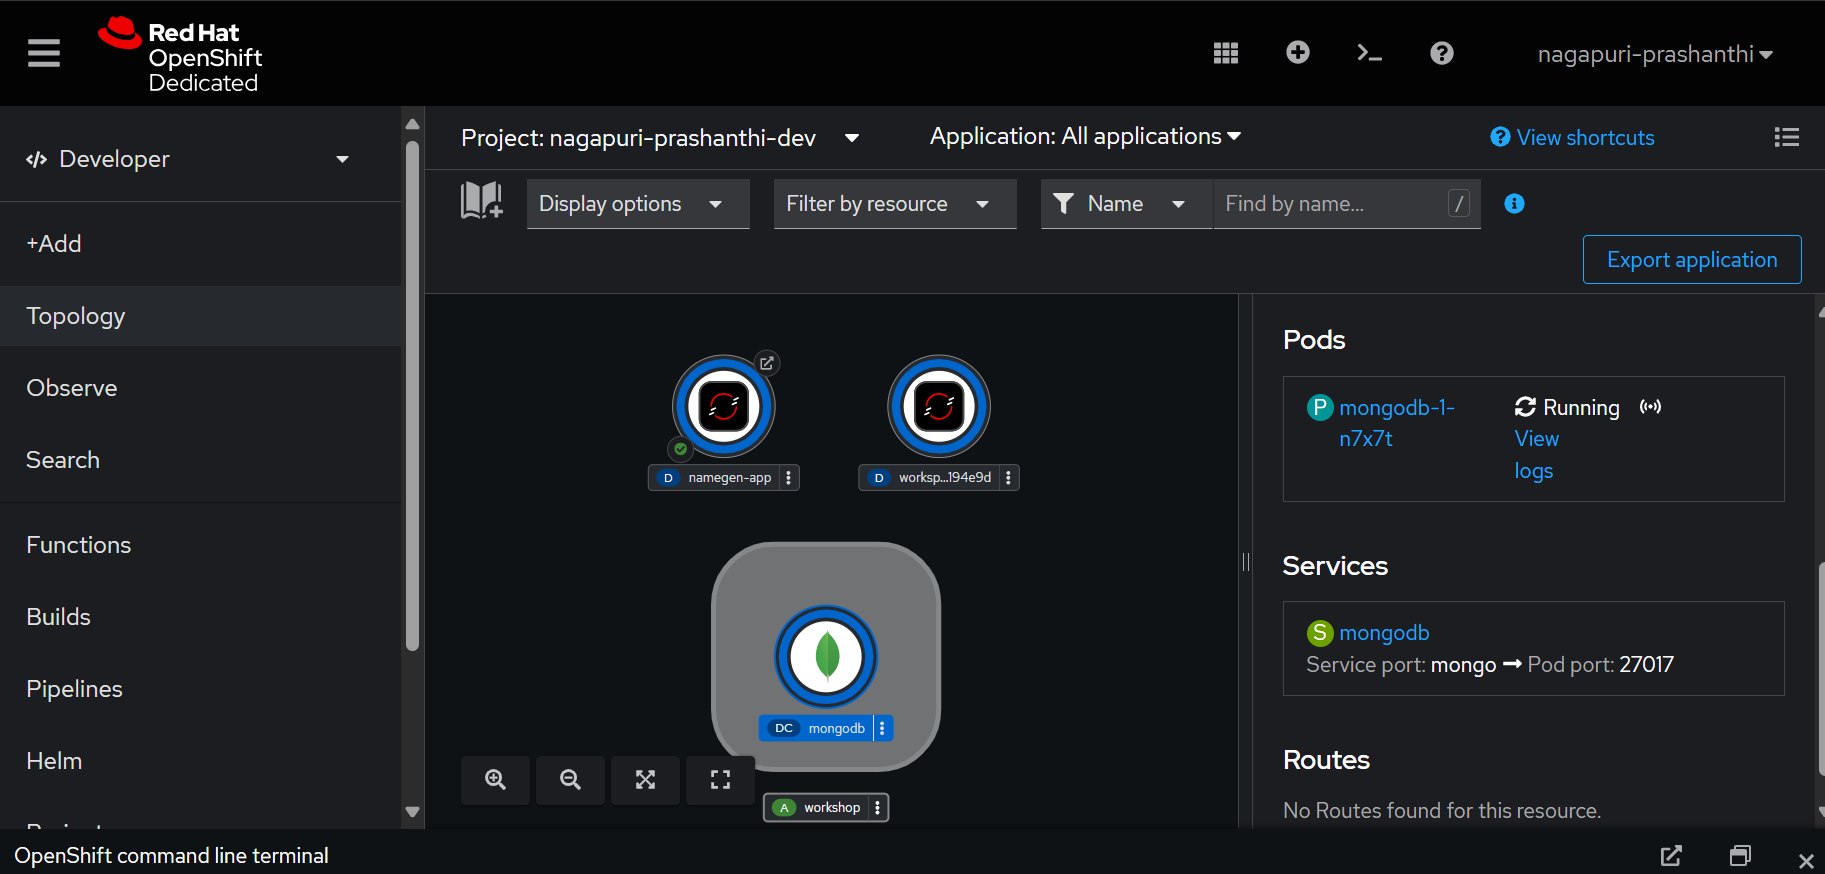 Red Hat
OpenShift
Dedicated
nagapuri-prashanthi
Developer
+Add
Topology
Observe
Search
Functions
Builds
Pipelines
Helm
Project: nagapuri-prashanthi-dev
Application: All applications
View shortcuts
Display options
Filter by resource
Name
Find by name...
/
Export application
D namegen-app
D worksp...194e9d
DC mongodb
A workshop
Pods
P mongodb-1-
n7x7t
Running
View
logs
Services
S mongodb
Service port: mongo → Pod port: 27017
Routes
No Routes found for this resource.
OpenShift command line terminal